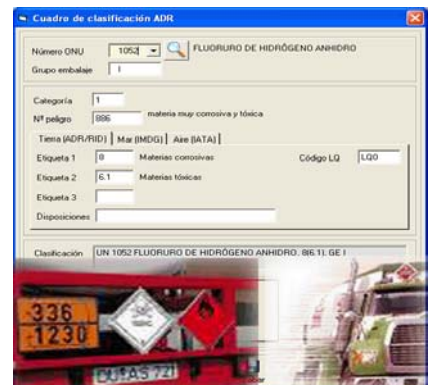 Cuadro de clasificación ADR
Número ONU 1052 FLUORURO DE HIDRÓGENO ANHIDRO
Grupo embalaje I
Categoría 1
Nº peligro 886 materia muy corrosiva y tóxica
Tierra (ADR/RID) Mar (IMDG) Aire (IATA)
Etiqueta 1 8 Materias corrosivas Código LQ LQ0
Etiqueta 2 6.1 Materias tóxicas
Etiqueta 3
Disposiciones
Clasificación UN 1052 FLUORURO DE HIDRÓGENO ANHIDRO, 8(6.1), GE I
336
1230